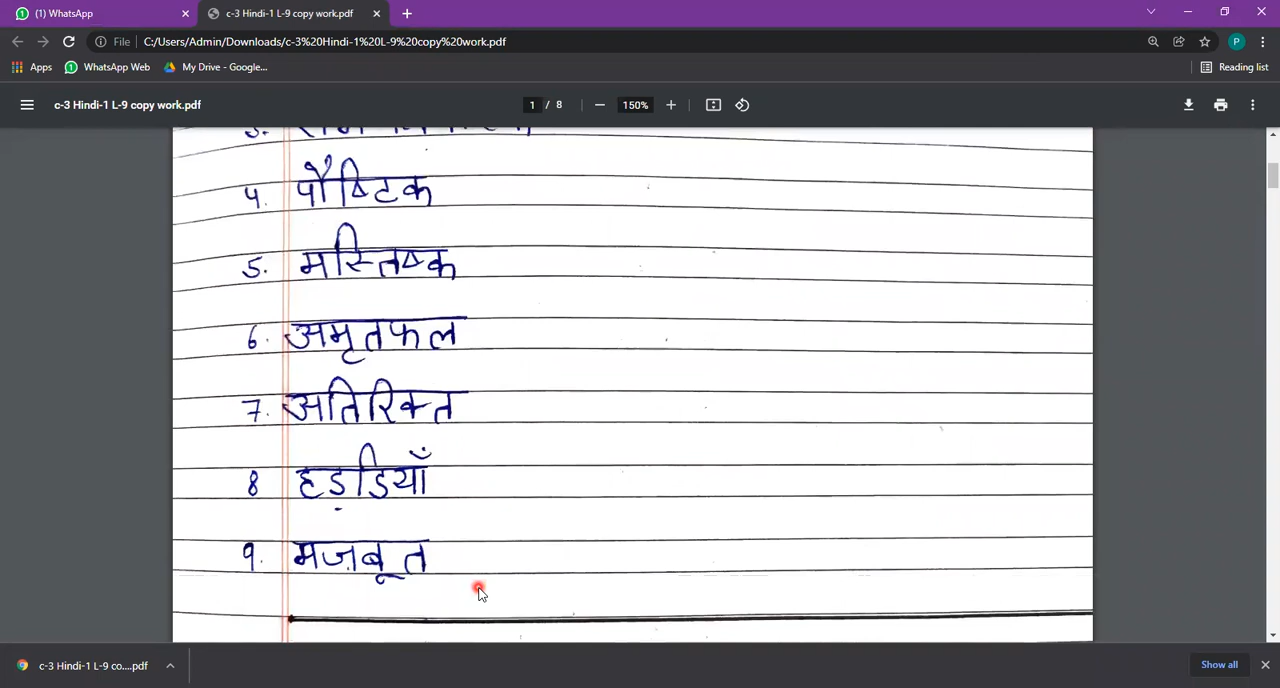 (1) WhatsApp
c-3 Hindi-1 L-9 copy work.pdf
File C:/Users/Admin/Downloads/c-3%20Hindi-1%20L-9%20copy%20work.pdf
P
Apps WhatsApp Web My Drive - Google... Reading list
c-3 Hindi-1 L-9 copy work.pdf 1 / 8 150%
3.
4. पौष्टिक
5. मस्तिष्क
6. अमृतफल
7. अतिरिक्त
8 हड़डियाँ
9. मज़बूत
c-3 Hindi-1 L-9 co....pdf Show all